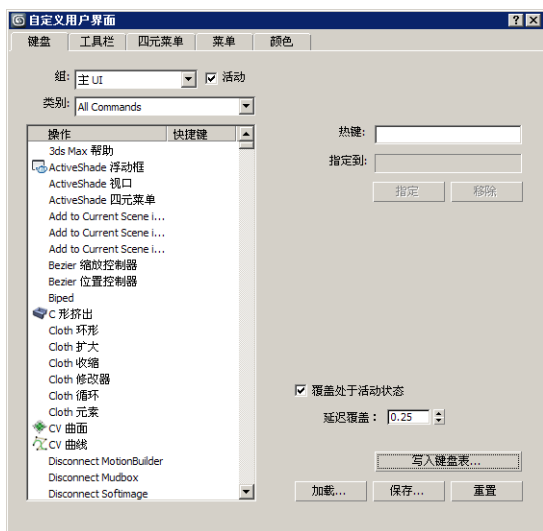 自定义用户界面
键盘 工具栏 四元菜单 菜单 颜色
组: 主 UI 活动
类别: All Commands
操作 快捷键
3ds Max 帮助
ActiveShade 浮动框
ActiveShade 视口
ActiveShade 四元菜单
Add to Current Scene i...
Add to Current Scene i...
Add to Current Scene i...
Bezier 缩放控制器
Bezier 位置控制器
Biped
C 形挤出
Cloth 环形
Cloth 扩大
Cloth 收缩
Cloth 修改器
Cloth 循环
Cloth 元素
CV 曲面
CV 曲线
Disconnect MotionBuilder
Disconnect Mudbox
Disconnect Softimage
热键:
指定到:
指定 移除
覆盖处于活动状态
延迟覆盖: 0.25
写入键盘表...
加载... 保存... 重置